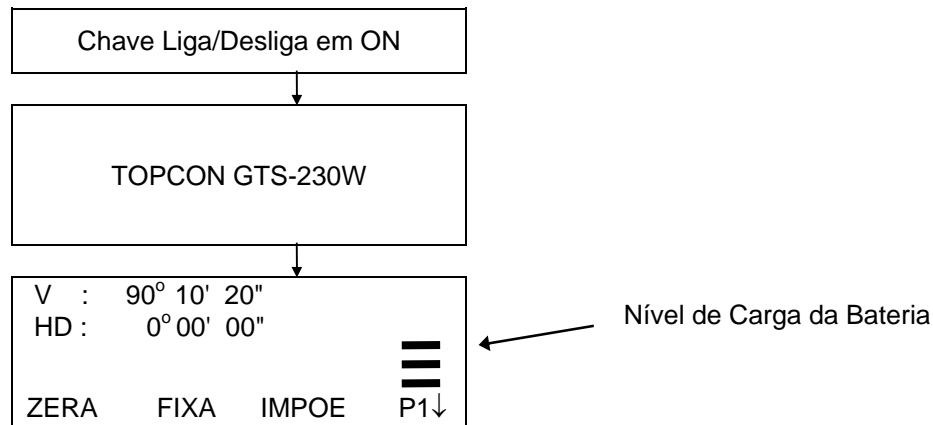 Chave Liga/Desliga em ON
TOPCON GTS-230W
V : 90° 10' 20"
HD : 0° 00' 00"
Nível de Carga da Bateria
ZERA FIXA IMPOE P1↓